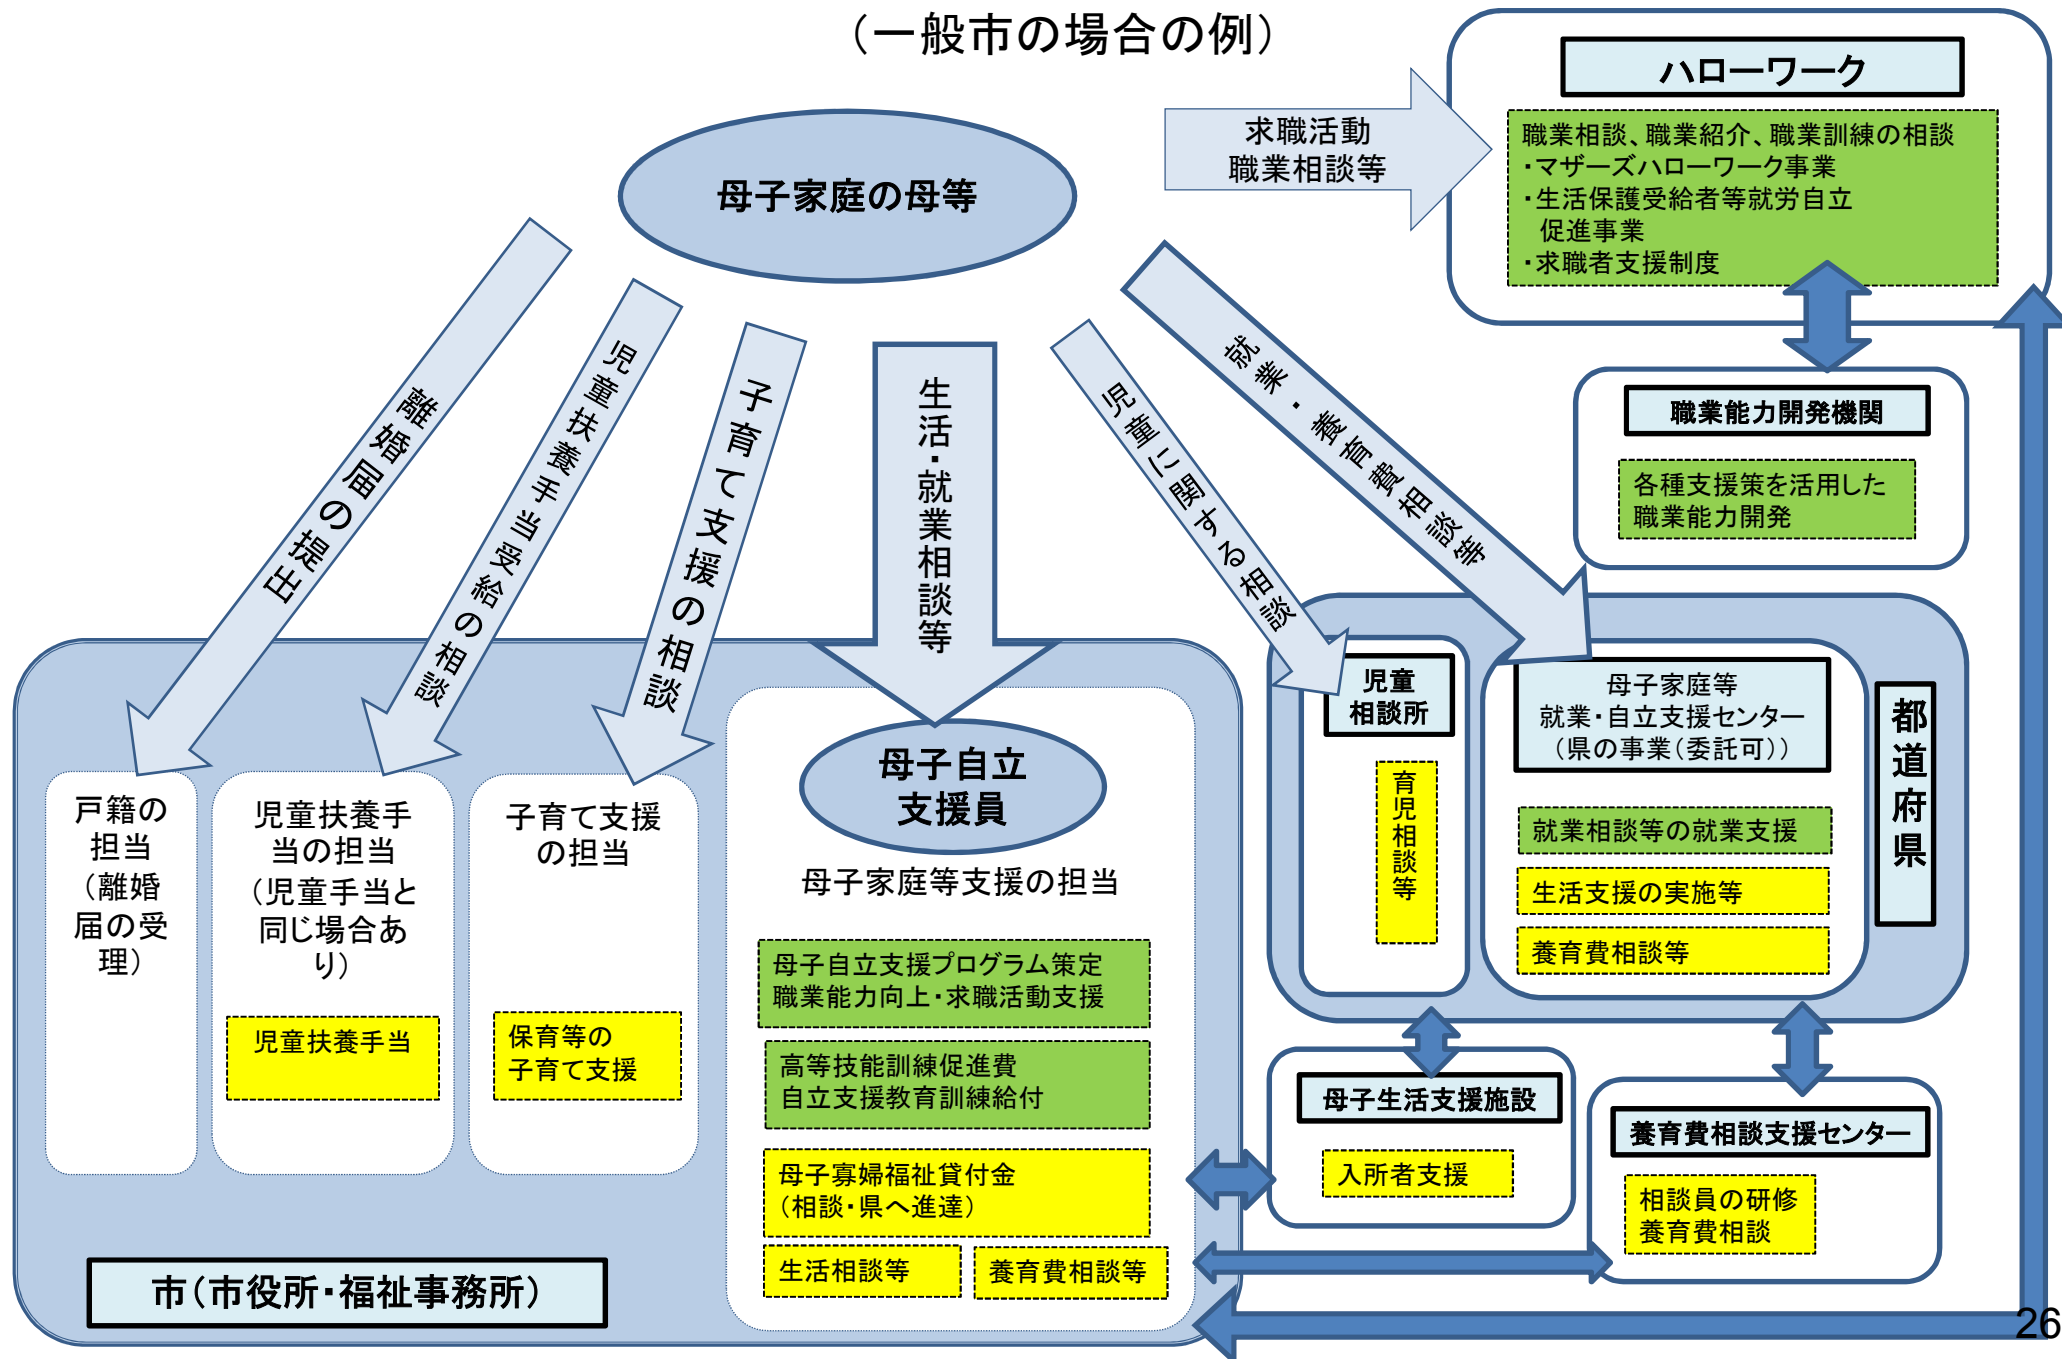 （一般市の場合の例）
母子家庭の母等
求職活動
職業相談等
ハローワーク
職業相談、職業紹介、職業訓練の相談
・マザーズハローワーク事業
・生活保護受給者等就労自立
促進事業
・求職者支援制度
職業能力開発機関
各種支援策を活用した
職業能力開発
離婚届の提出
児童扶養手当受給の相談
子育て支援の相談
生活・就業相談等
児童に関する相談
就業・養育費相談等
戸籍の
担当
（離婚
届の受
理）
児童扶養手
当の担当
（児童手当と
同じ場合あ
り）
児童扶養手当
子育て支援
の担当
保育等の
子育て支援
母子自立
支援員
母子家庭等支援の担当
母子自立支援プログラム策定
職業能力向上・求職活動支援
高等技能訓練促進費
自立支援教育訓練給付
母子寡婦福祉貸付金
（相談・県へ進達）
生活相談等
養育費相談等
市（市役所・福祉事務所）
児童
相談所
育児相談等
母子家庭等
就業・自立支援センター
（県の事業（委託可））
就業相談等の就業支援
生活支援の実施等
養育費相談等
都道府県
母子生活支援施設
入所者支援
養育費相談支援センター
相談員の研修
養育費相談
26